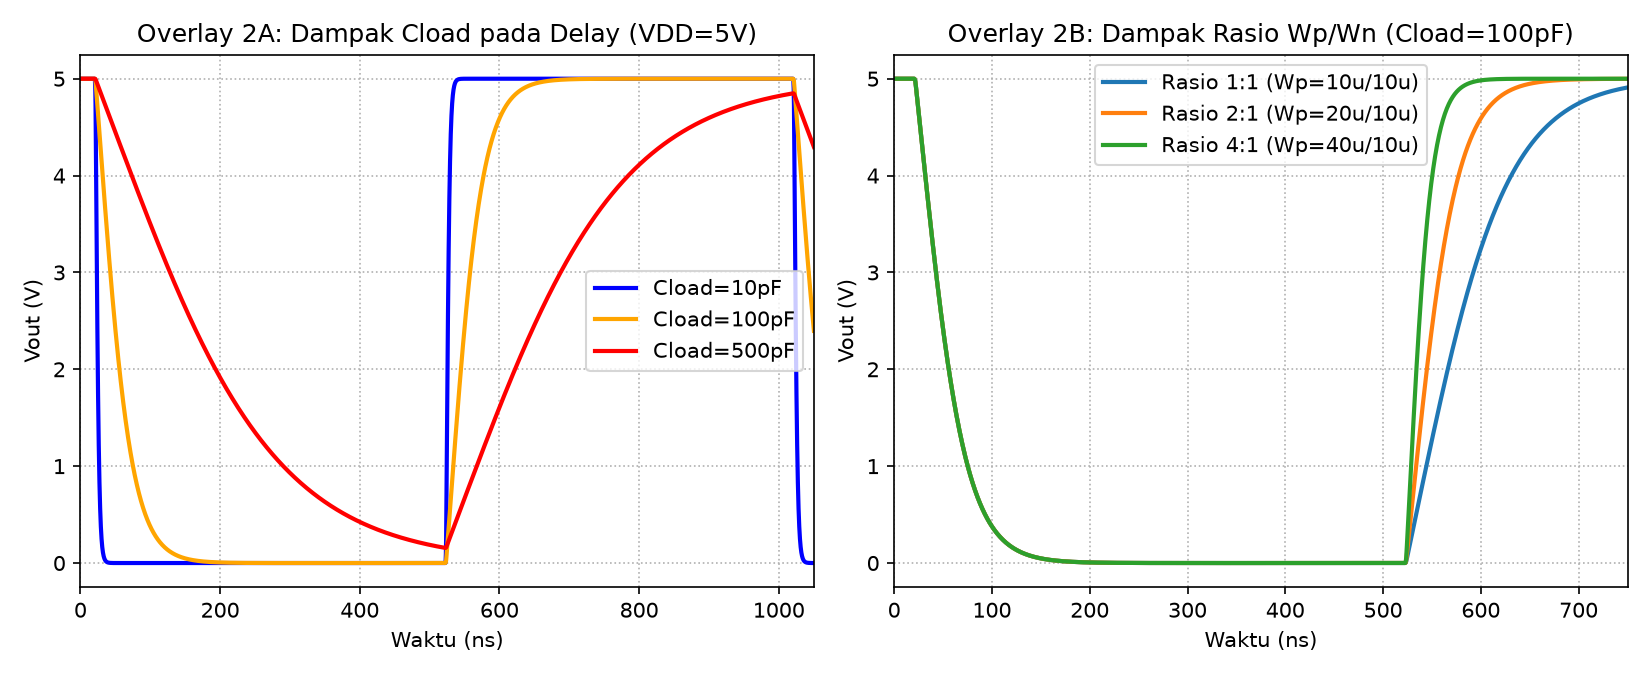 Overlay 2A: Dampak Cload pada Delay (VDD=5V)
5
4
3
2
1
0
Vout (V)
Cload=10pF
Cload=100pF
Cload=500pF
0 200 400 600 800 1000
Waktu (ns)
Overlay 2B: Dampak Rasio Wp/Wn (Cload=100pF)
5
4
3
2
1
0
Vout (V)
Rasio 1:1 (Wp=10u/10u)
Rasio 2:1 (Wp=20u/10u)
Rasio 4:1 (Wp=40u/10u)
0 100 200 300 400 500 600 700
Waktu (ns)